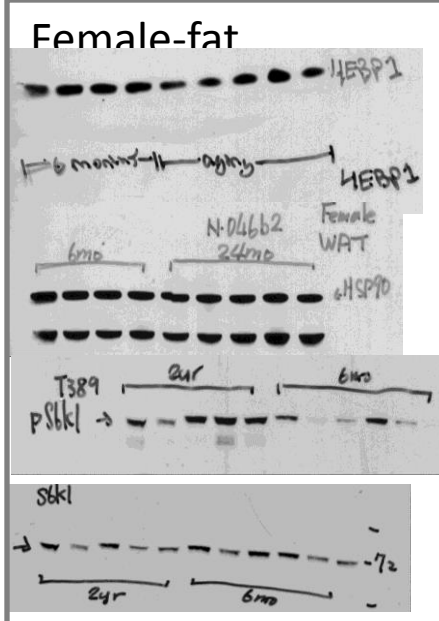 Female-fat
4EBP1
6 months aging
4EBP1
Female
WAT
6mo
24mo
HSP90
2yr 6mo
T389
pS6k1 →
S6k1
→ -72
2yr 6mo